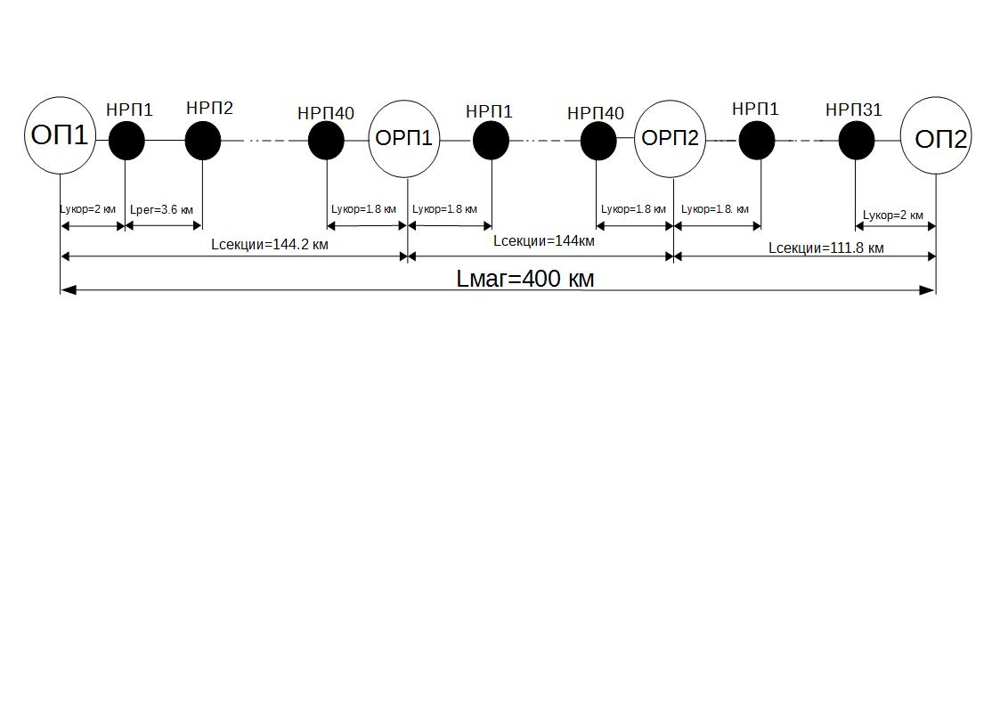 НРП1
НРП2
НРП40
НРП1
НРП40
НРП1
НРП31
ОП1
ОРП1
ОРП2
ОП2
Lукор=2 км
Lрег=3.6 км
Lукор=1.8 км
Lукор=1.8 км
Lукор=1.8 км
Lукор=1.8. км
Lукор=2 км
Lсекции=144.2 км
Lсекции=144км
Lсекции=111.8 км
Lмаг=400 км